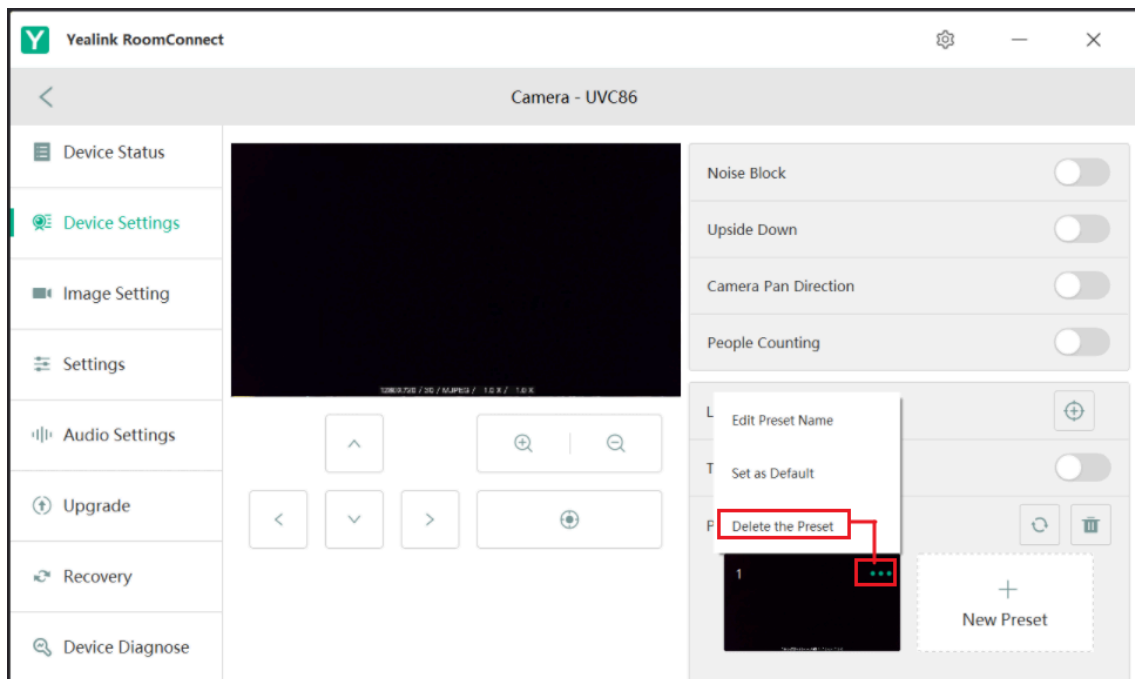 Yealink RoomConnect
Camera - UVC86
Device Status
Device Settings
Image Setting
Settings
Audio Settings
Upgrade
Recovery
Device Diagnose
Noise Block
Upside Down
Camera Pan Direction
People Counting
L
T
P
Edit Preset Name
Set as Default
Delete the Preset
1
New Preset